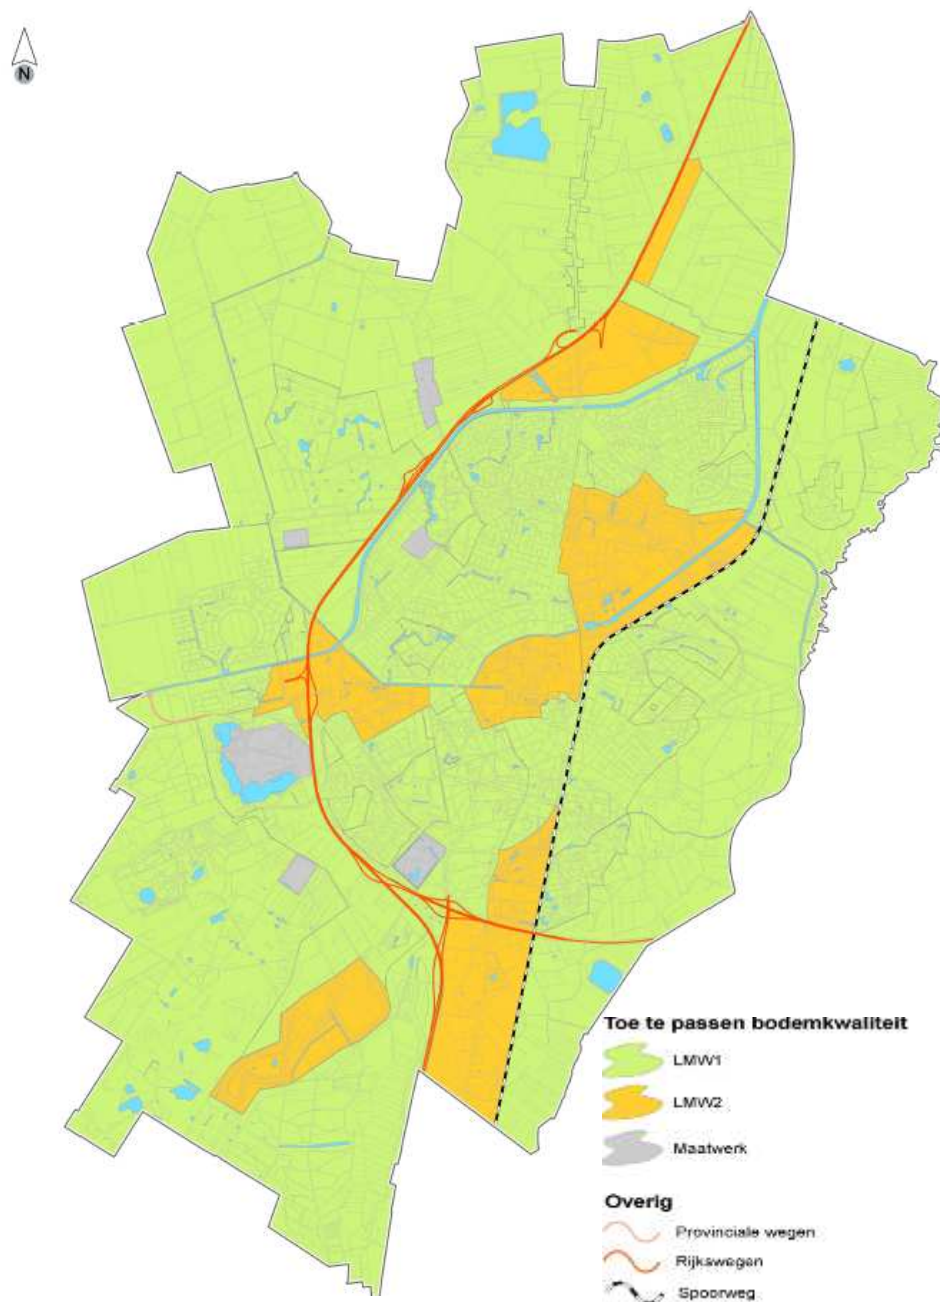 N
Toe te passen bodemkwaliteit
LMW1
LMW2
Maatwerk
Overig
Provinciale wegen
Rijkswegen
Spoorweg